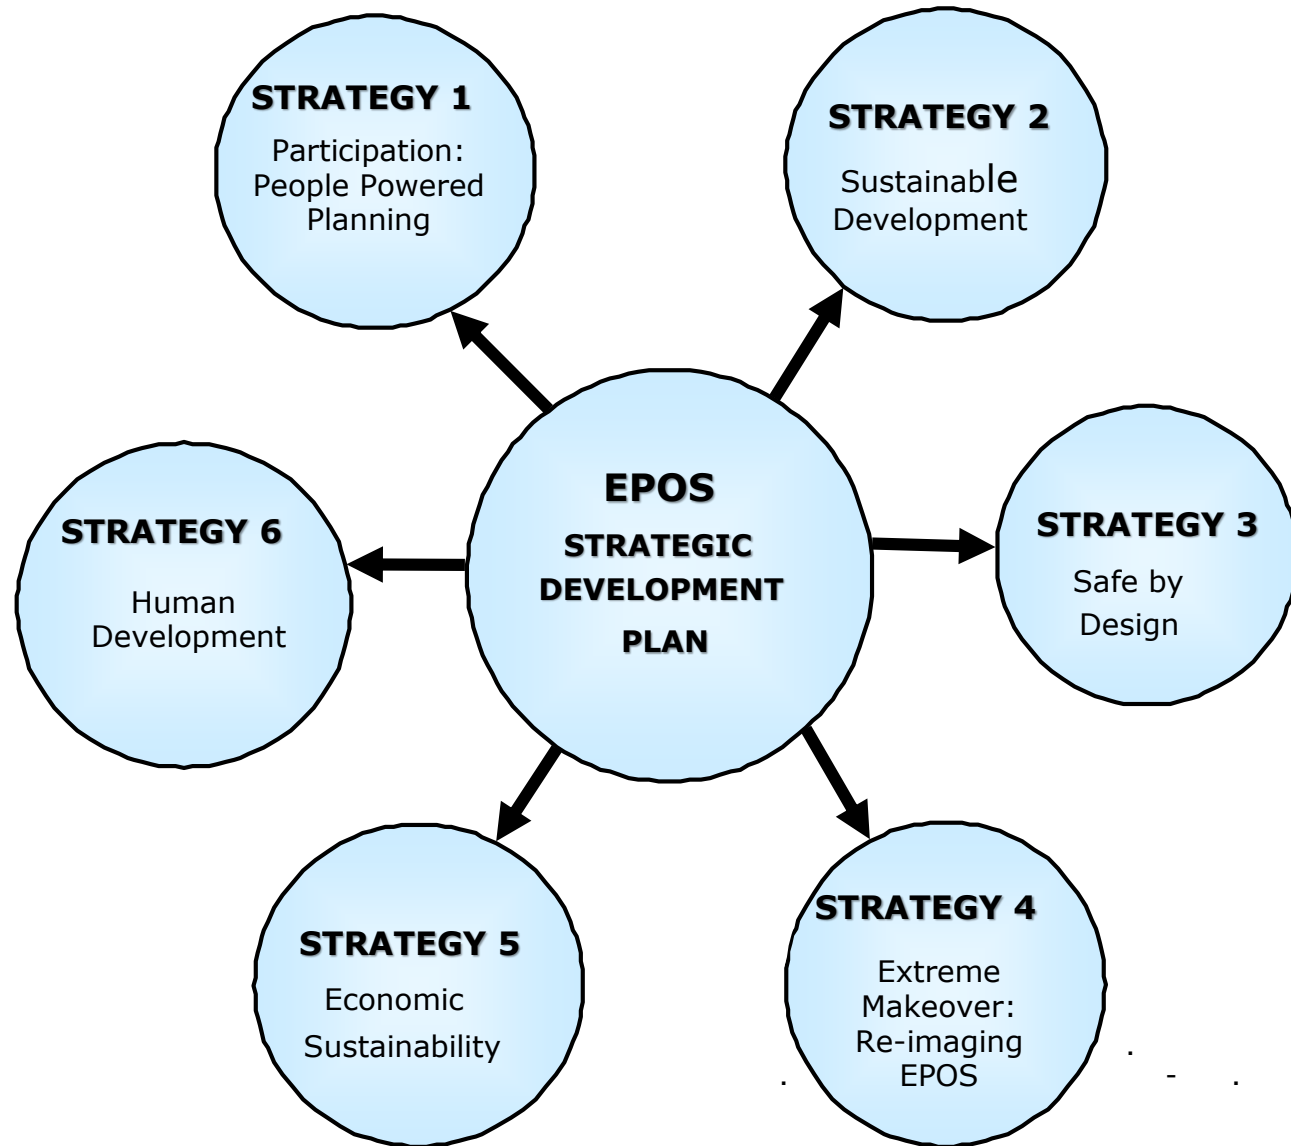 STRATEGY 1
Participation:
People Powered
Planning
STRATEGY 2
Sustainable
Development
EPOS
STRATEGIC
DEVELOPMENT
PLAN
STRATEGY 3
Safe by
Design
STRATEGY 6
Human
Development
STRATEGY 5
Economic
Sustainability
STRATEGY 4
Extreme
Makeover:
Re-imaging
EPOS
.
. - .